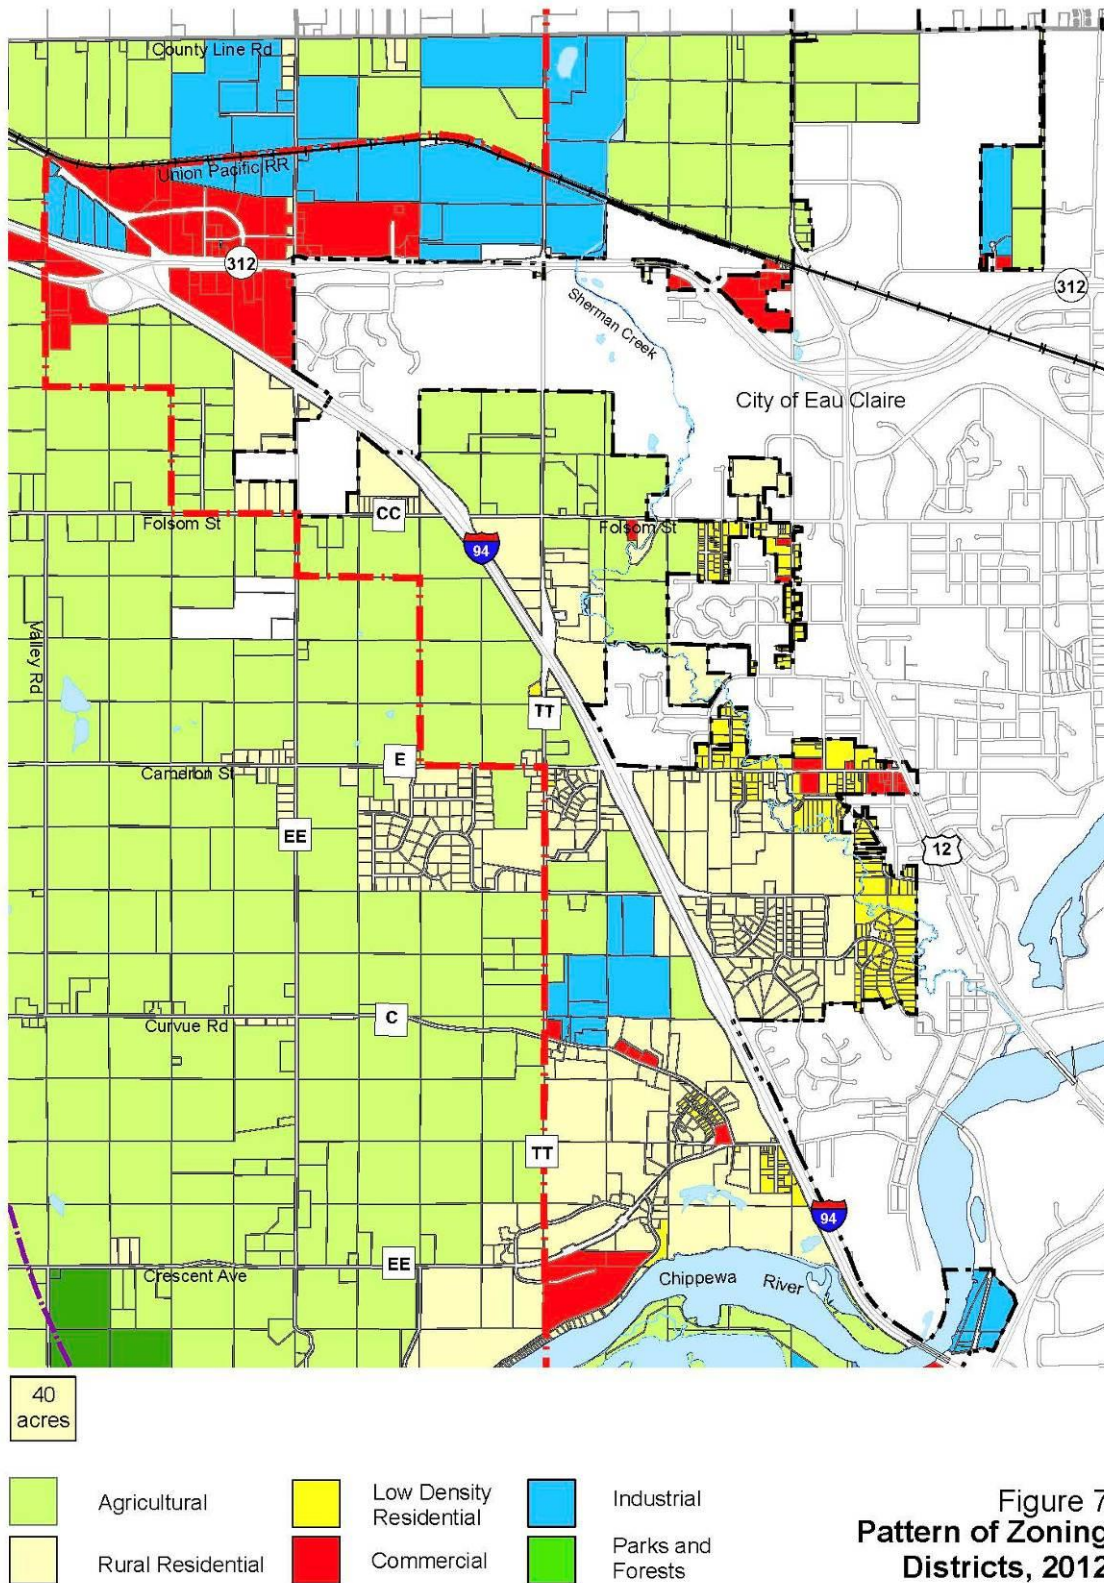 County Line Rd
Union Pacific RR
312
312
Sherman Creek
City of Eau Claire
CC
Folsom St
Folsom St
94
Valley Rd
TT
E
Cameron St
EE
12
C
Curvue Rd
TT
94
EE
Crescent Ave
Chippewa River
40
acres
Agricultural
Low Density
Residential
Industrial
Rural Residential
Commercial
Parks and
Forests
Figure 7
Pattern of Zoning
Districts, 2012